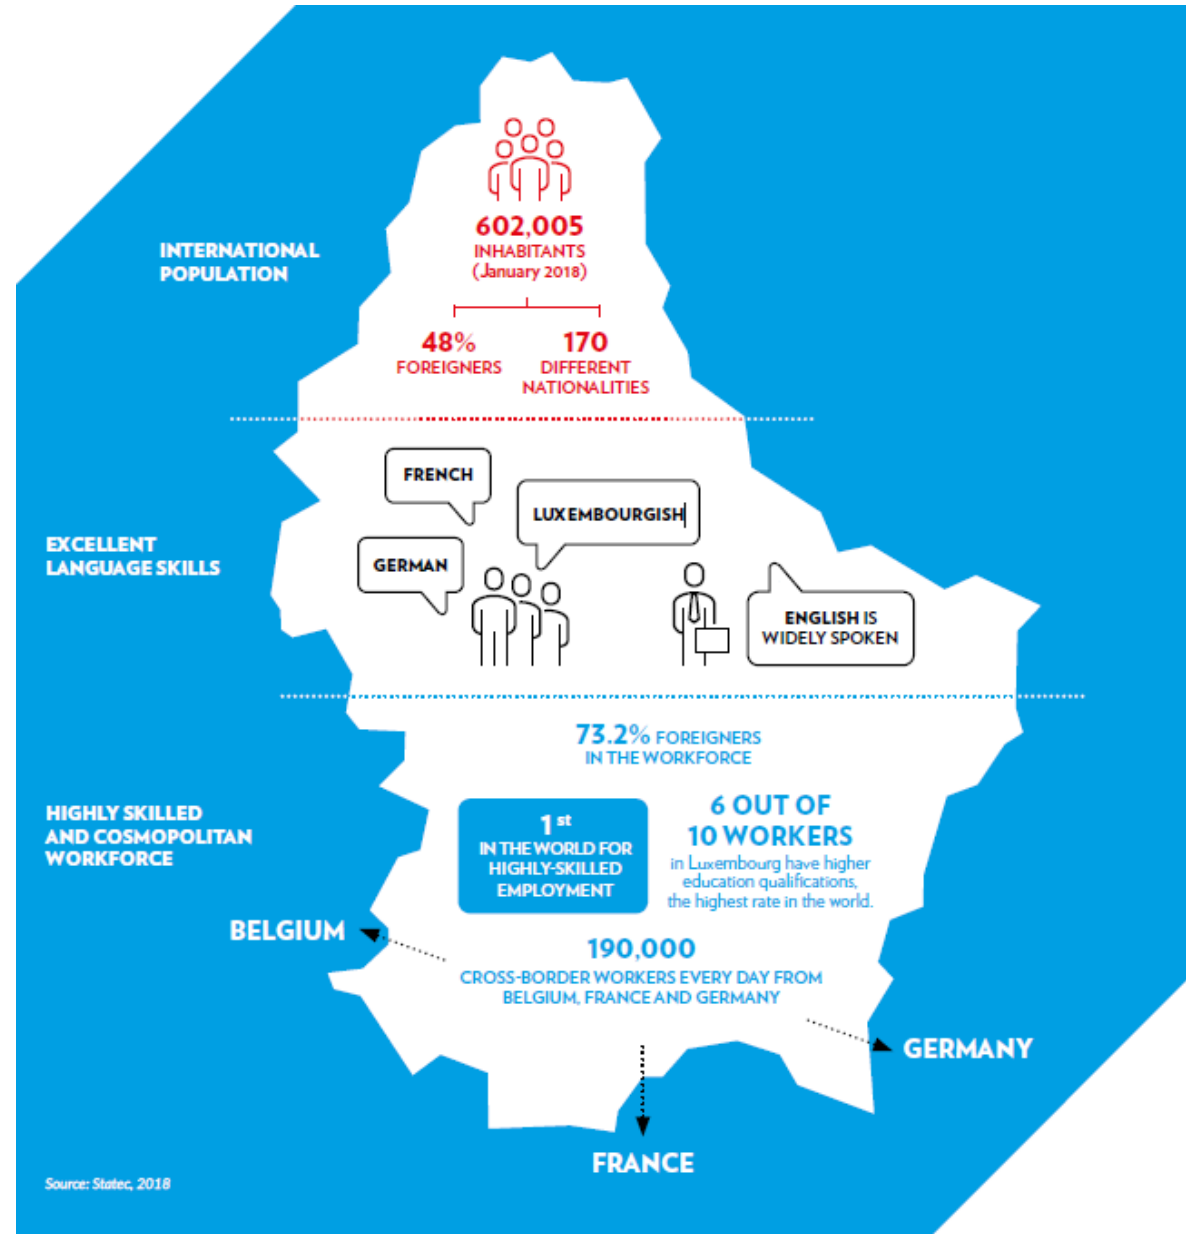 602,005
INHABITANTS
(January 2018)
INTERNATIONAL
POPULATION
48%
FOREIGNERS
170
DIFFERENT
NATIONALITIES
FRENCH
LUXEMBOURGISH
GERMAN
EXCELLENT
LANGUAGE SKILLS
ENGLISH IS
WIDELY SPOKEN
73.2% FOREIGNERS
IN THE WORKFORCE
HIGHLY SKILLED
AND COSMOPOLITAN
WORKFORCE
1st
IN THE WORLD FOR
HIGHLY-SKILLED
EMPLOYMENT
6 OUT OF
10 WORKERS
in Luxembourg have higher
education qualifications,
the highest rate in the world.
BELGIUM
190,000
CROSS-BORDER WORKERS EVERY DAY FROM
BELGIUM, FRANCE AND GERMANY
GERMANY
FRANCE
Source: Statec, 2018